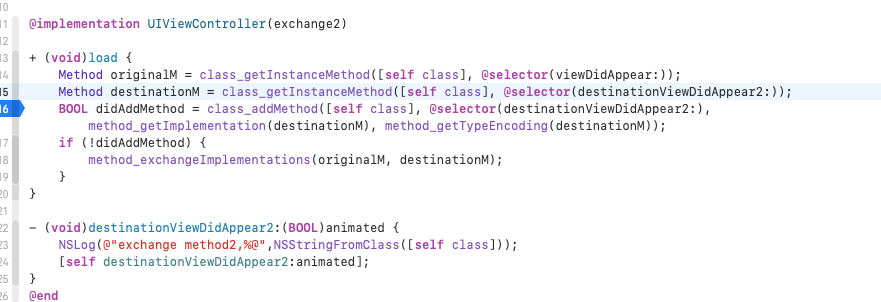 10
11 @implementation UIViewController(exchange2)
12
13 + (void)load {
14 Method originalM = class_getInstanceMethod([self class], @selector(viewDidAppear:));
15 Method destinationM = class_getInstanceMethod([self class], @selector(destinationViewDidAppear2:));
16 BOOL didAddMethod = class_addMethod([self class], @selector(destinationViewDidAppear2:),
method_getImplementation(destinationM), method_getTypeEncoding(destinationM));
17 if (!didAddMethod) {
18 method_exchangeImplementations(originalM, destinationM);
19 }
20 }
21
22 - (void)destinationViewDidAppear2:(BOOL)animated {
23 NSLog(@"exchange method2,%@",NSStringFromClass([self class]));
24 [self destinationViewDidAppear2:animated];
25 }
26 @end